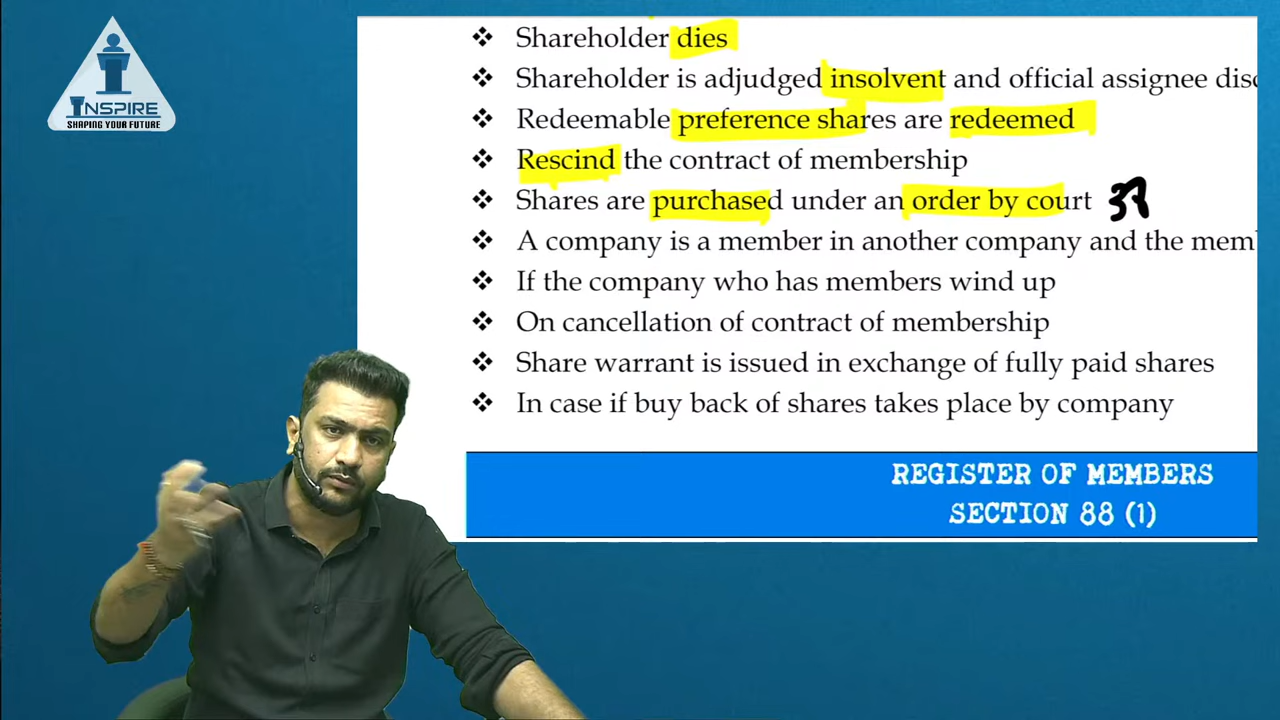 INSPIRE
SHAPING YOUR FUTURE
❖ Shareholder dies
❖ Shareholder is adjudged insolvent and official assignee
❖ Redeemable preference shares are redeemed
❖ Rescind the contract of membership
❖ Shares are purchased under an order by court
❖ A company is a member in another company and the
❖ If the company who has members wind up
❖ On cancellation of contract of membership
❖ Share warrant is issued in exchange of fully paid shares
❖ In case if buy back of shares takes place by company
REGISTER OF MEMBERS
SECTION 88 (1)